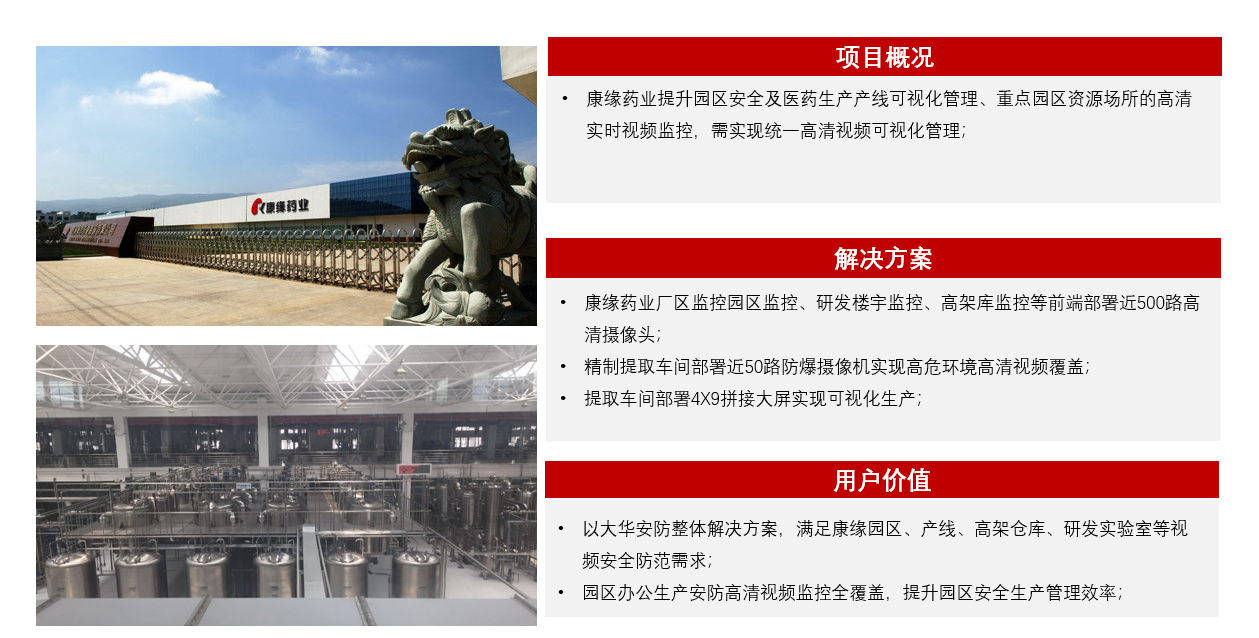 康缘药业
项目概况
• 康缘药业提升园区安全及医药生产产线可视化管理、重点园区资源场所的高清
实时视频监控，需实现统一高清视频可视化管理；
解决方案
• 康缘药业厂区监控园区监控、研发楼宇监控、高架库监控等前端部署近500路高
清摄像头；
• 精制提取车间部署近50路防爆摄像机实现高危环境高清视频覆盖；
• 提取车间部署4X9拼接大屏实现可视化生产；
用户价值
• 以大华安防整体解决方案，满足康缘园区、产线、高架仓库、研发实验室等视
频安全防范需求；
• 园区办公生产安防高清视频监控全覆盖，提升园区安全生产管理效率；